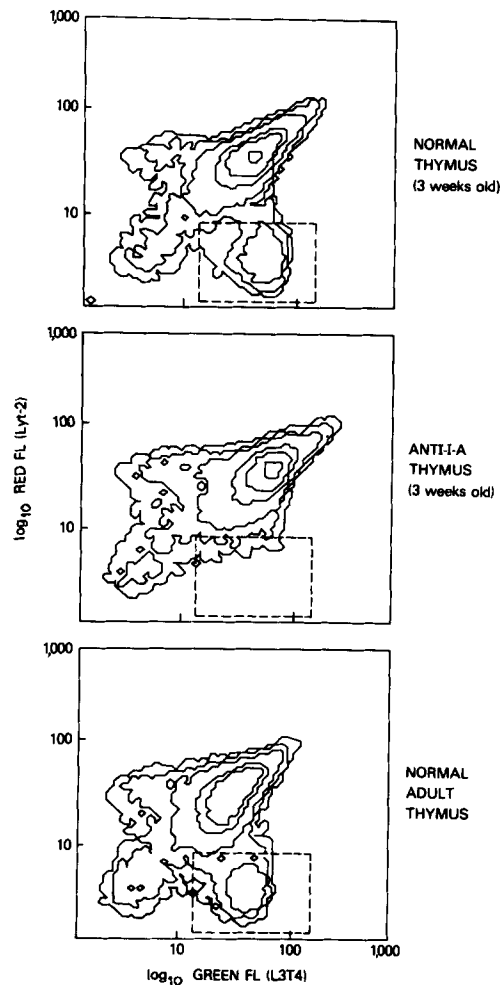 1,000
100
10
NORMAL
THYMUS
(3 weeks old)
1,000
100
10
ANTI-I-A
THYMUS
(3 weeks old)
log10 RED FL (Lyt-2)
1,000
100
10
NORMAL
ADULT
THYMUS
10 100 1,000
log10 GREEN FL (L3T4)